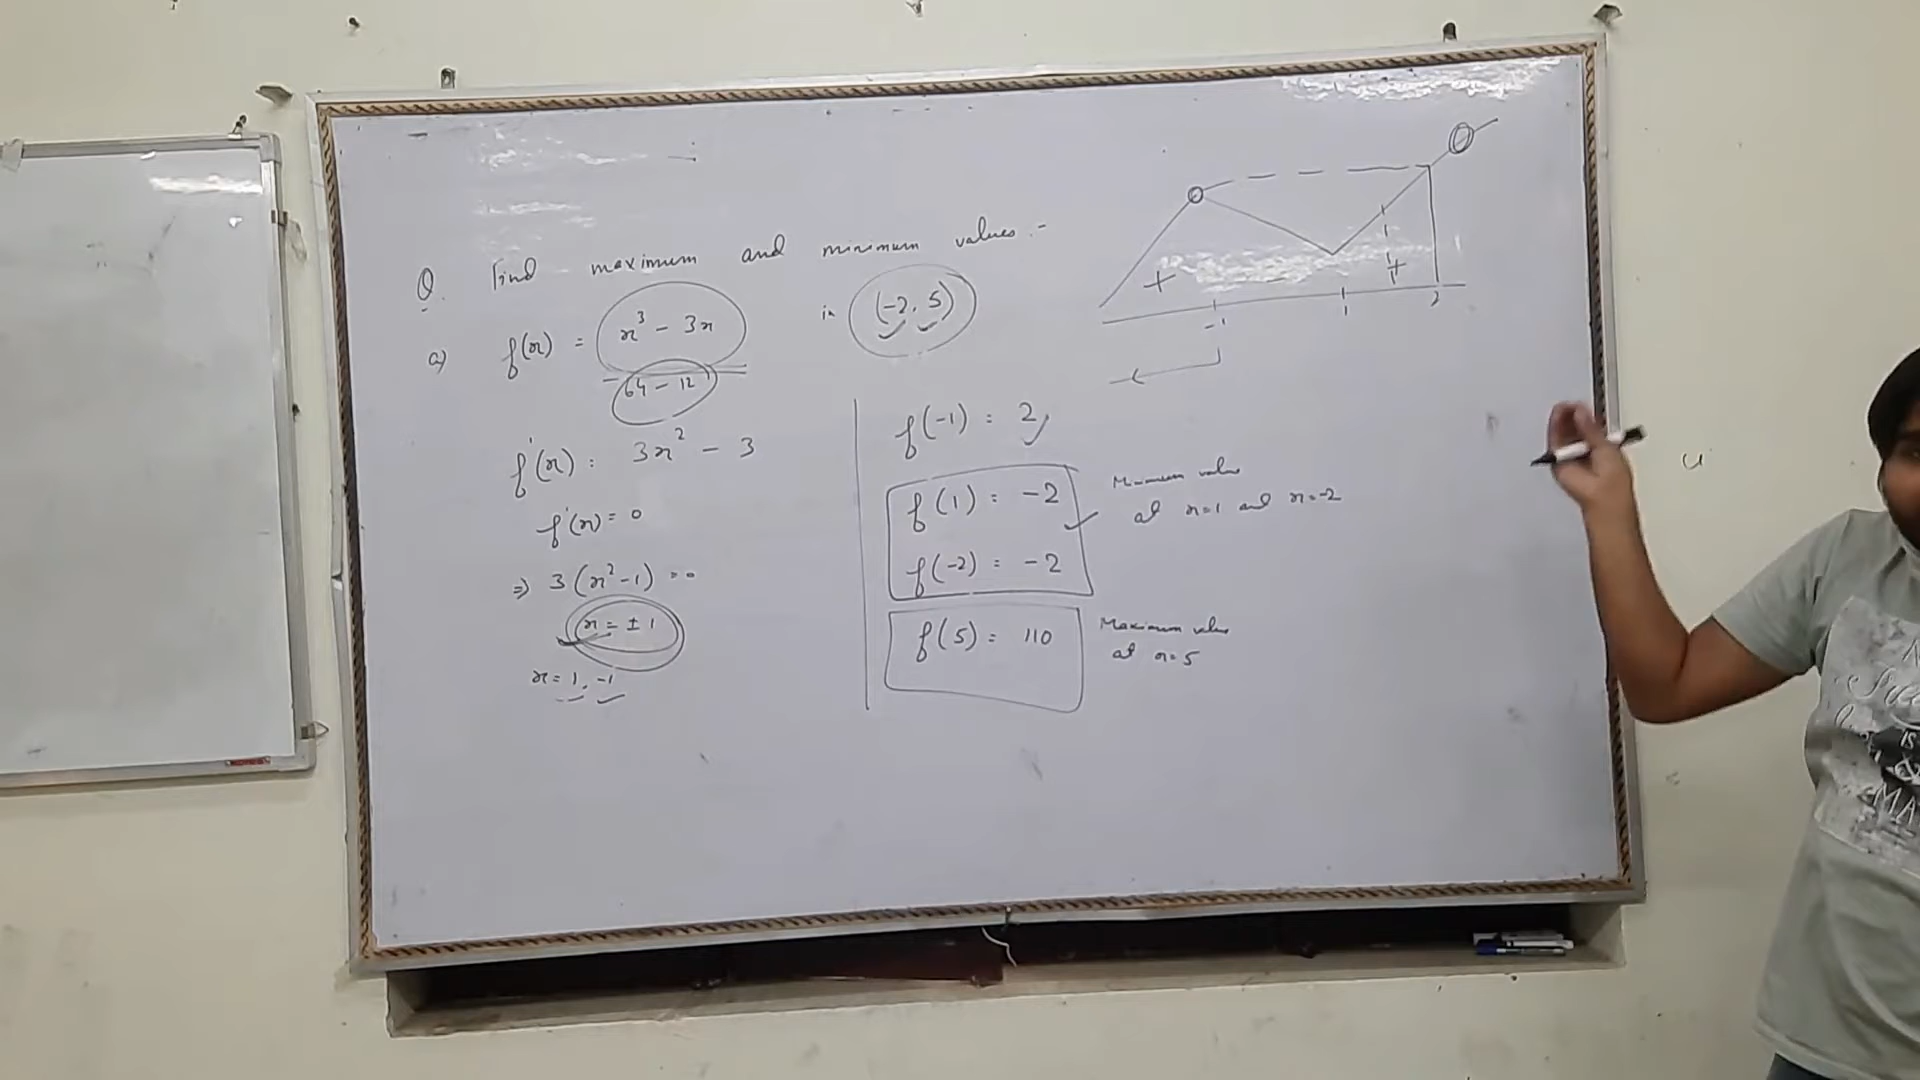 Q. Find maximum and minimum values :-
a) f(x) = x³ - 3x in (-2, 5)
64 - 12
f'(x) = 3x² - 3
f'(x) = 0
⇒ 3(x² - 1) = 0
x = ± 1
x = 1, -1
f(-1) = 2
f(1) = -2
f(-2) = -2
Minimum value
at x=1 and x=-2
f(5) = 110
Maximum value
at x=5
+ +
-1 1 2